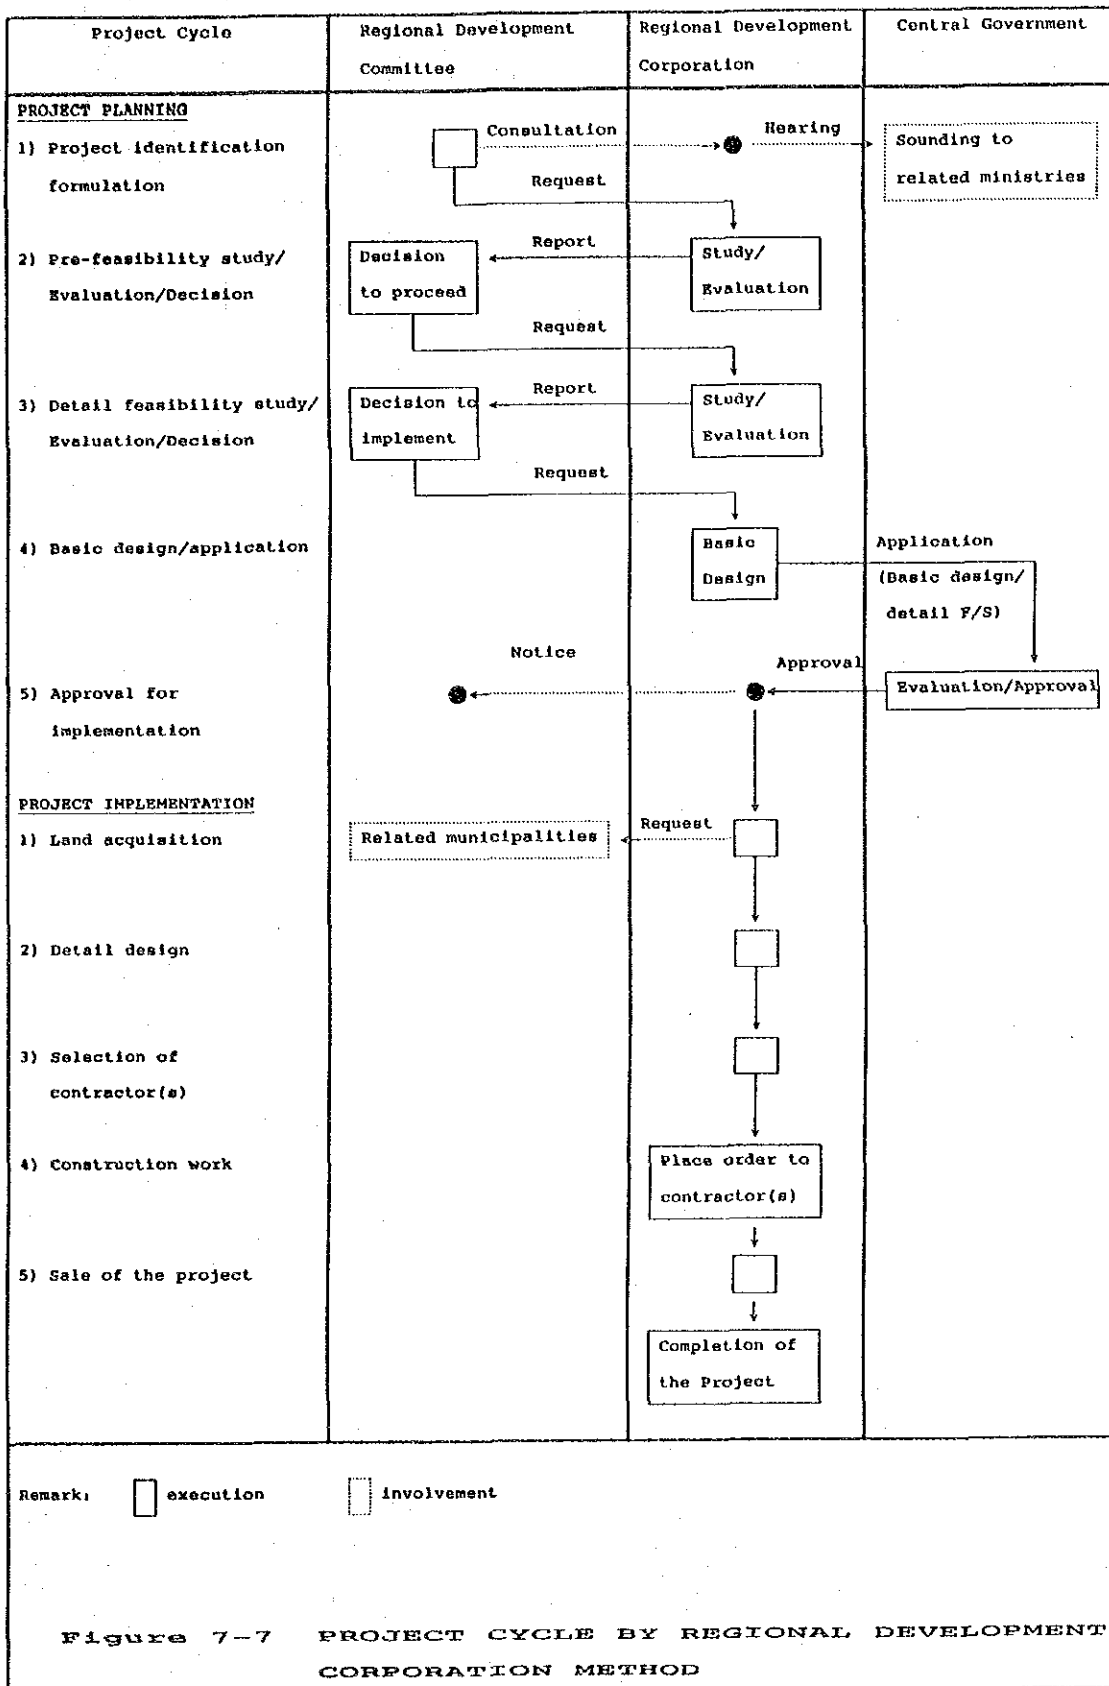 Project Cycle
Regional Development
Committee
Regional Development
Corporation
Central Government
PROJECT PLANNING
1) Project identification
formulation
Consultation
Hearing
Sounding to
related ministries
Request
2) Pre-feasibility study/
Evaluation/Decision
Decision
to proceed
Report
Study/
Evaluation
Request
3) Detail feasibility study/
Evaluation/Decision
Decision to
implement
Report
Study/
Evaluation
Request
4) Basic design/application
Basic
Design
Application
(Basic design/
detail F/S)
Notice
Approval
5) Approval for
implementation
Evaluation/Approval
PROJECT IMPLEMENTATION
1) Land acquisition
Related municipalities
Request
2) Detail design
3) Selection of
contractor(s)
4) Construction work
Place order to
contractor(s)
5) Sale of the project
Completion of
the Project
Remark:
execution
involvement
Figure 7-7 PROJECT CYCLE BY REGIONAL DEVELOPMENT
CORPORATION METHOD